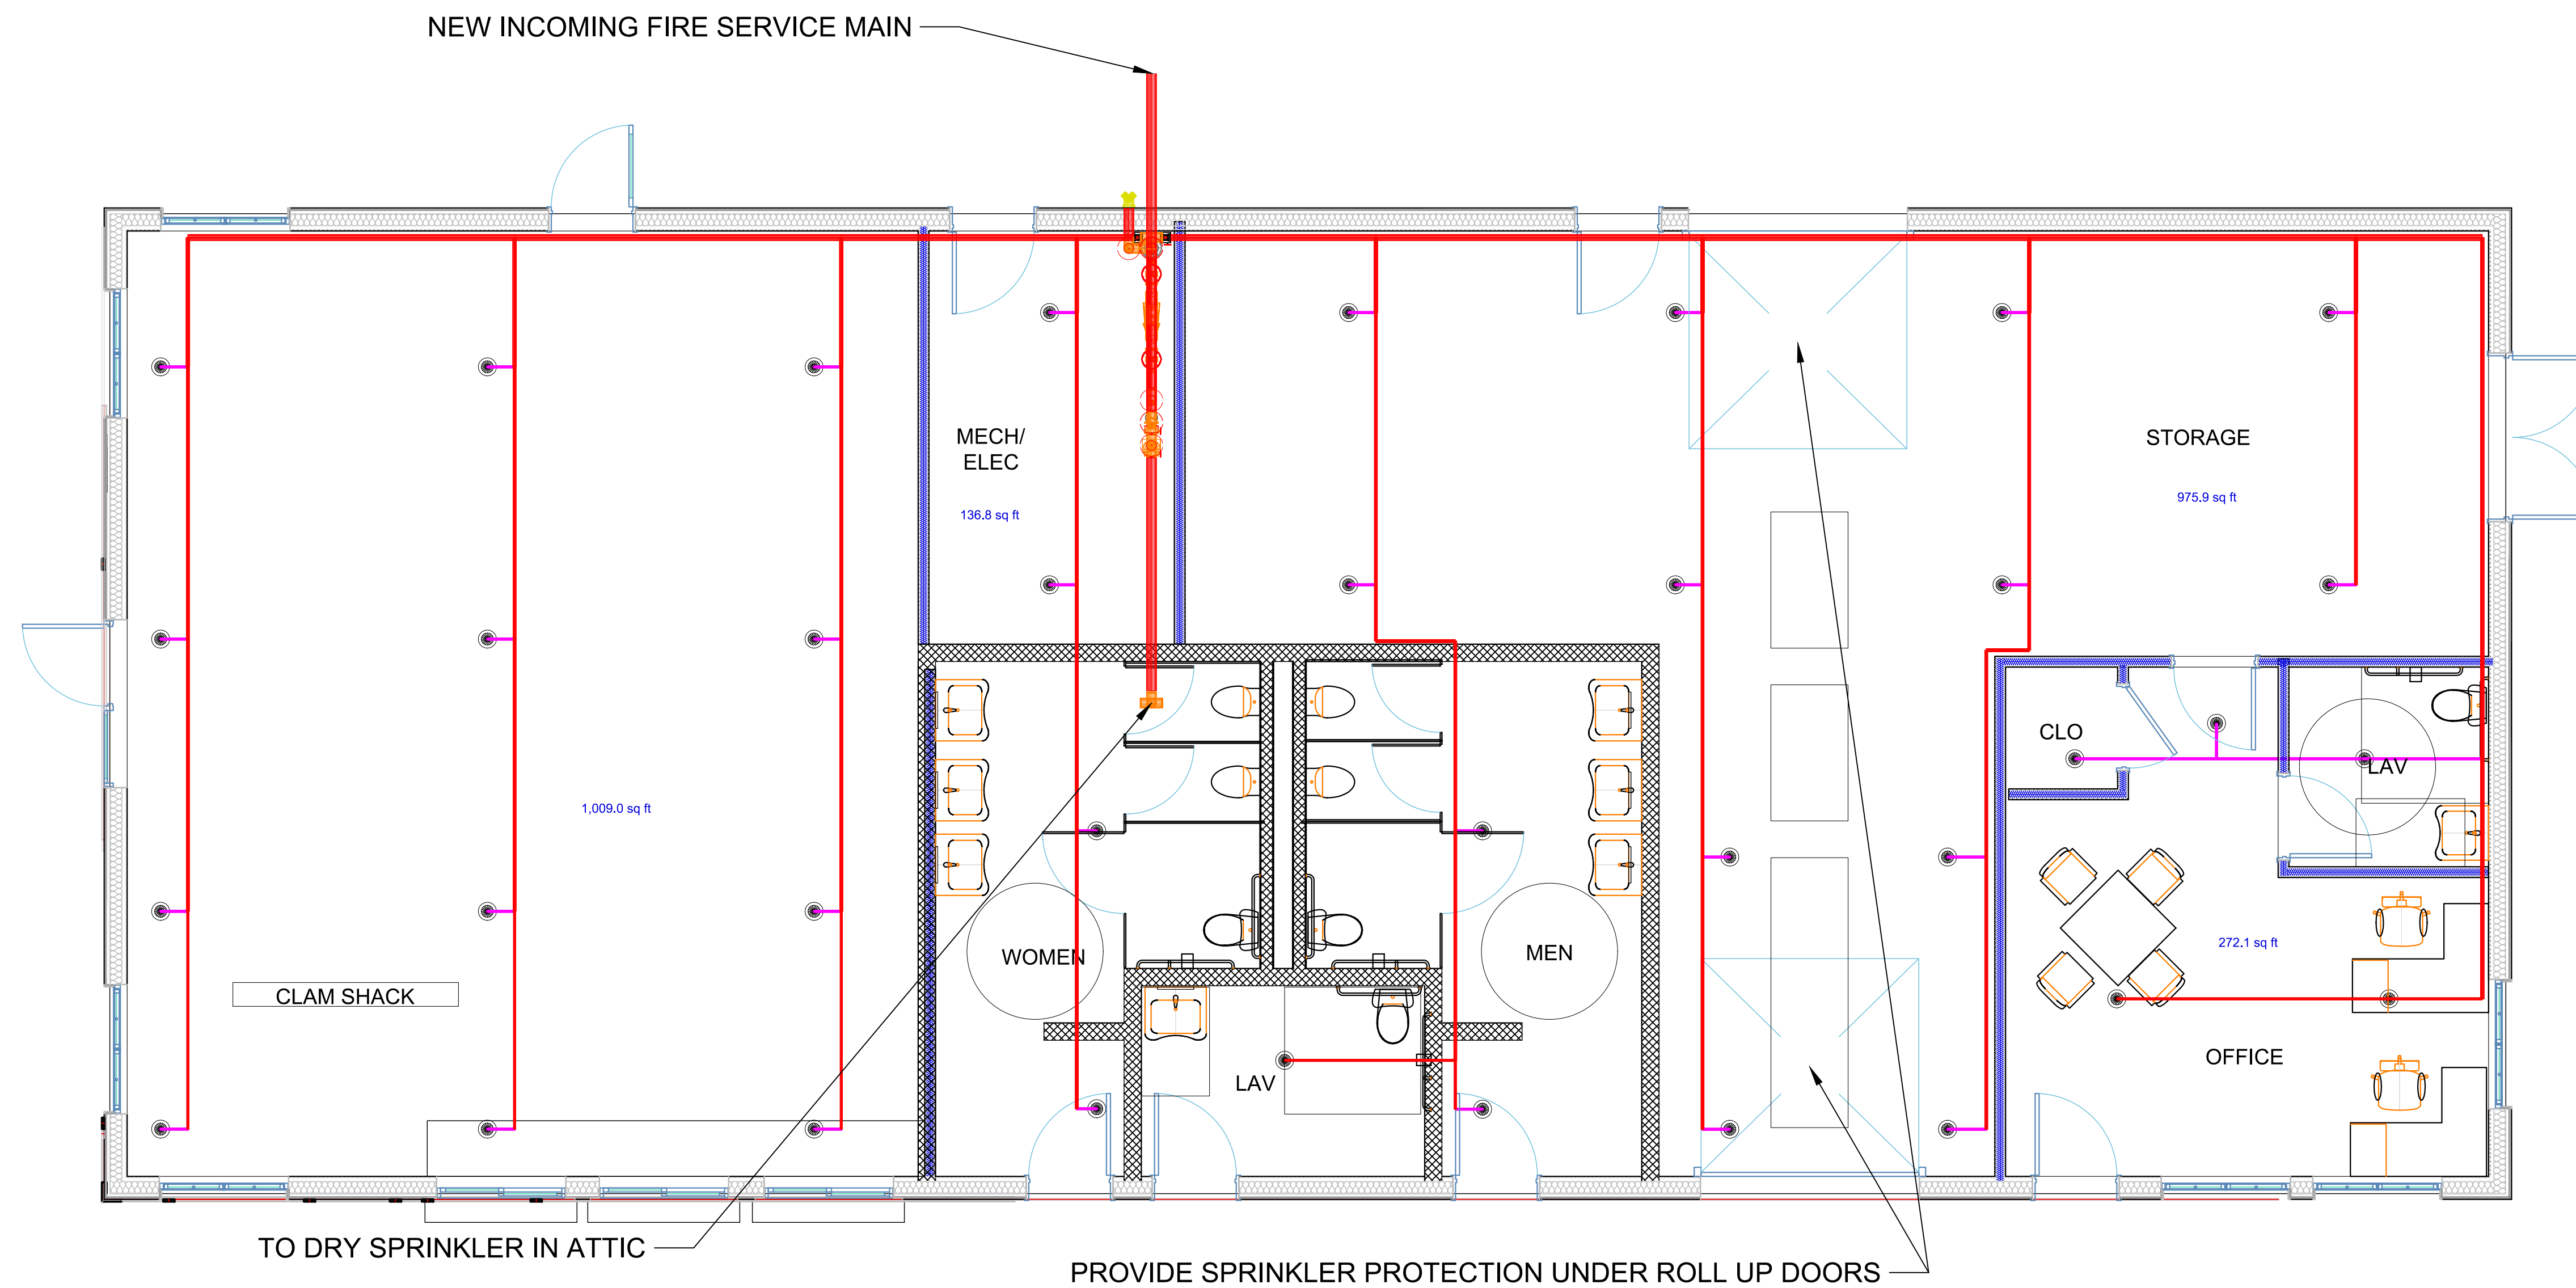 NEW INCOMING FIRE SERVICE MAIN
MECH/
ELEC
136.8 sq ft
STORAGE
975.9 sq ft
1,009.0 sq ft
CLO
LAV
272.1 sq ft
WOMEN
MEN
CLAM SHACK
LAV
OFFICE
TO DRY SPRINKLER IN ATTIC
PROVIDE SPRINKLER PROTECTION UNDER ROLL UP DOORS